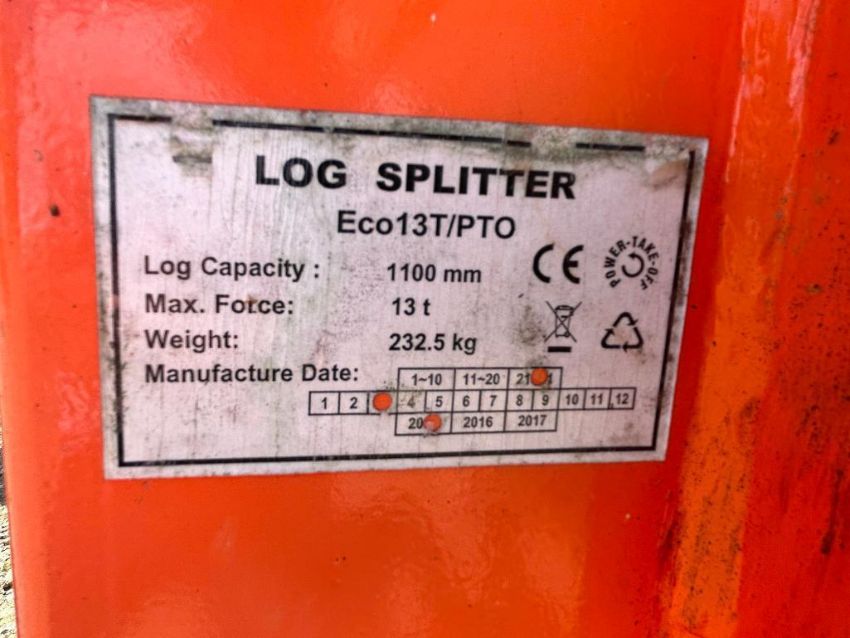 LOG SPLITTER
Eco13T/PTO
Log Capacity : 1100 mm
Max. Force: 13 t
Weight: 232.5 kg
Manufacture Date:
1~10 11~20 21
1 2 4 5 6 7 8 9 10 11 12
20 2016 2017
CE
POWER-TAKE-OFF